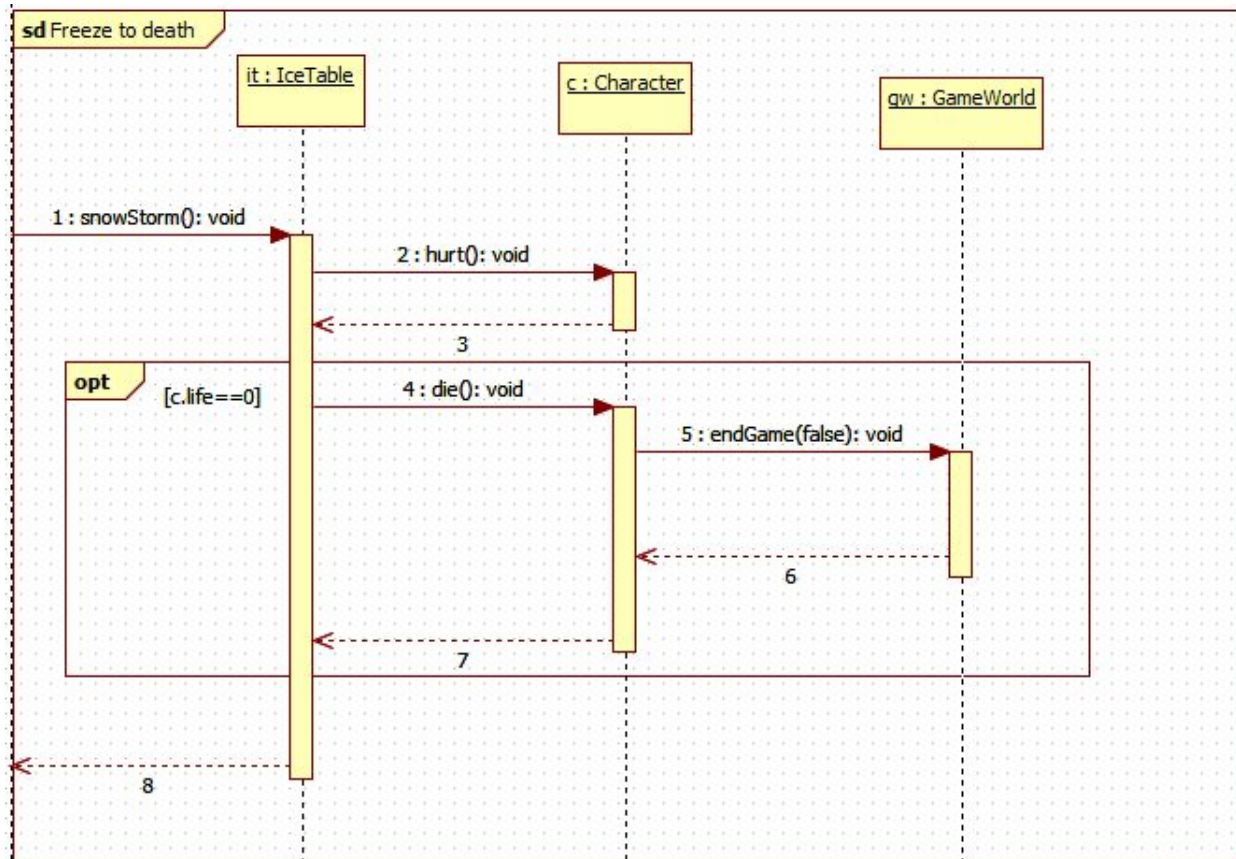 sd Freeze to death
it : IceTable
c : Character
gw : GameWorld
1 : snowStorm(): void
2 : hurt(): void
3
opt
[c.life==0]
4 : die(): void
5 : endGame(false): void
6
7
8